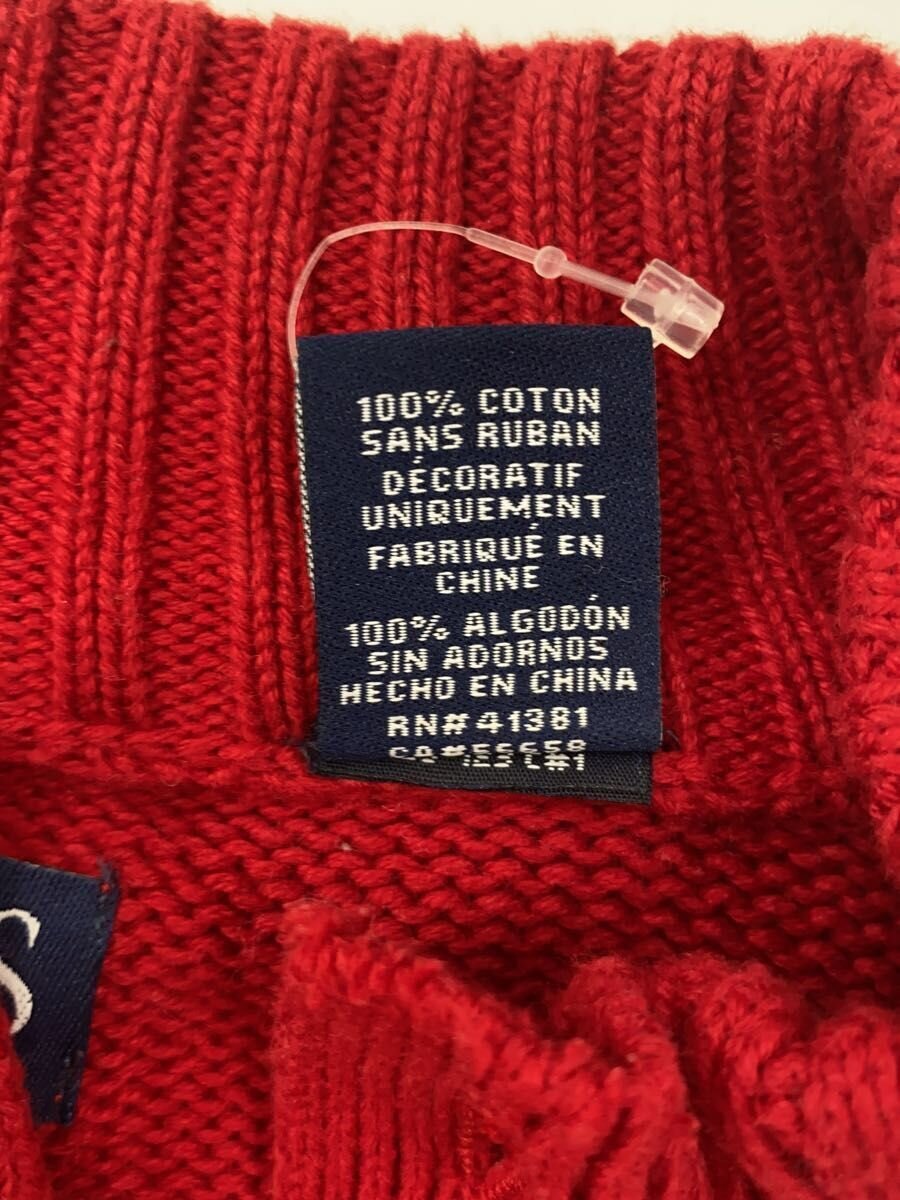 100% COTON
SANS RUBAN
DÉCORATIF
UNIQUEMENT
FABRIQUÉ EN
CHINE
100% ALGODÓN
SIN ADORNOS
HECHO EN CHINA
RN# 41381
S